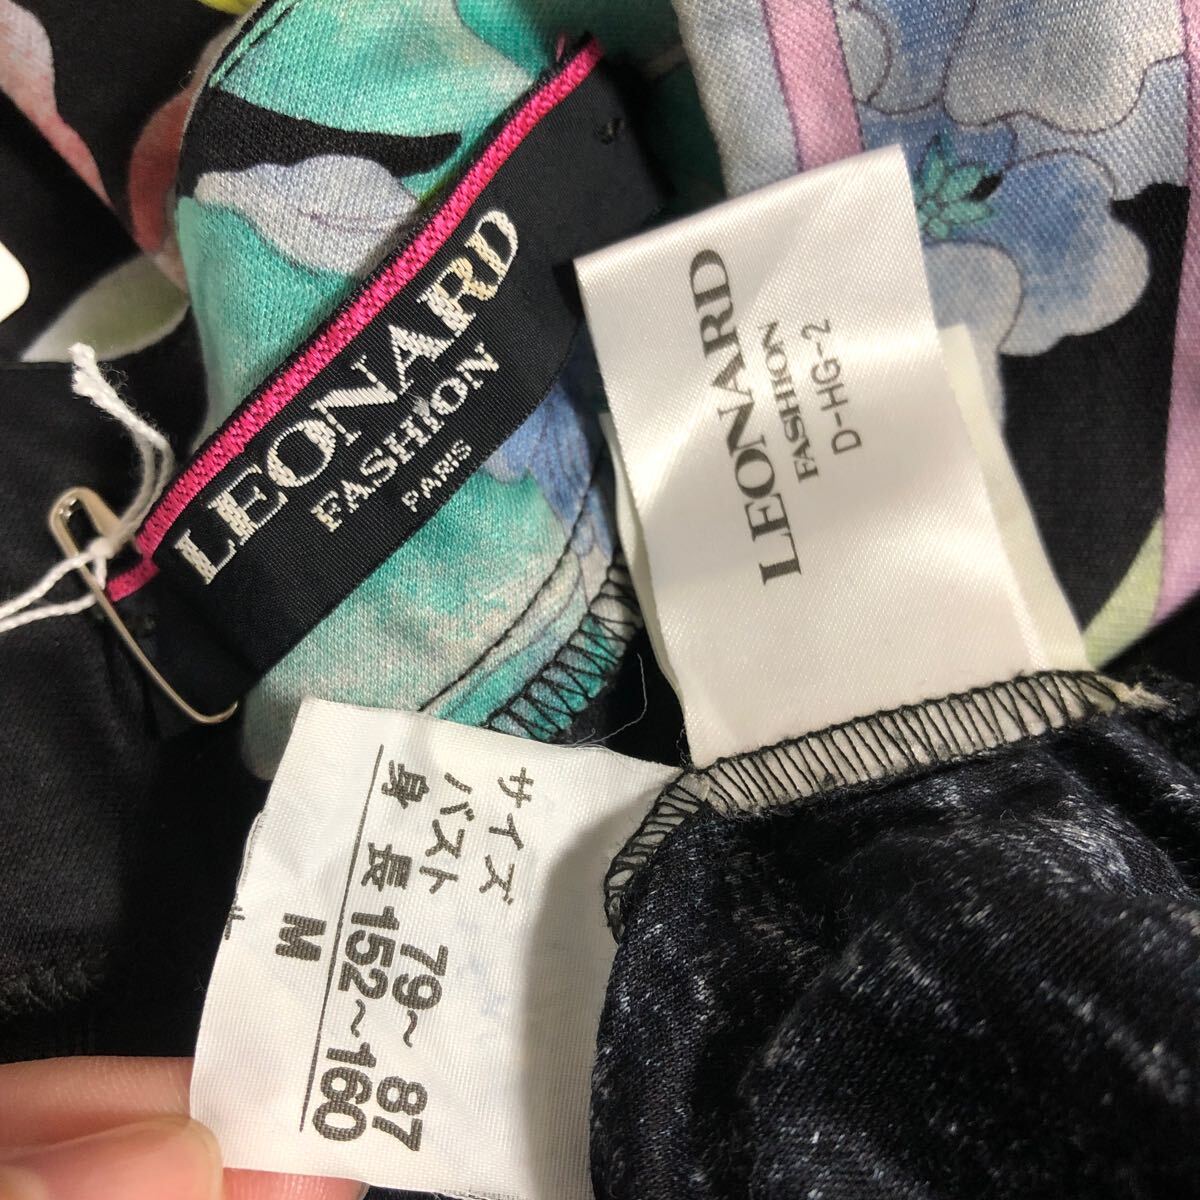 LEONARD
FASHION
PARIS
LEONARD
FASHION
D-HG-2
サイズ
バスト 79~87
身長 152~160
M